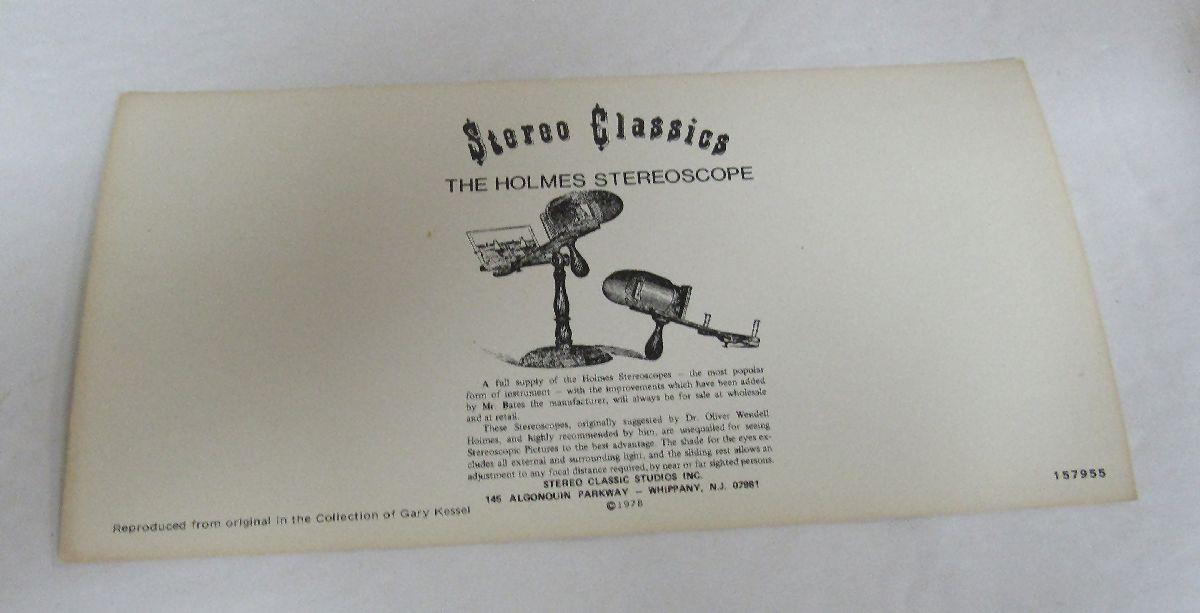 Stereo Classics
THE HOLMES STEREOSCOPE
A full supply of the Holmes Stereoscopes — the most popular
form of instrument — with the improvements which have been added
by Mr. Bates the manufacturer, will always be for sale at wholesale
and at retail.
These Stereoscopes, originally suggested by Dr. Oliver Wendell
Holmes, and highly recommended by him, are unequalled for seeing
Stereoscopic Pictures to the best advantage. The shade for the eyes ex-
cludes all external and surrounding light, and the sliding rest allows an
adjustment to any focal distance required, by near or far sighted persons.
STEREO CLASSIC STUDIOS INC.
145 ALGONQUIN PARKWAY — WHIPPANY, N.J. 07981
©1978
Reproduced from original in the Collection of Gary Kessel
157955